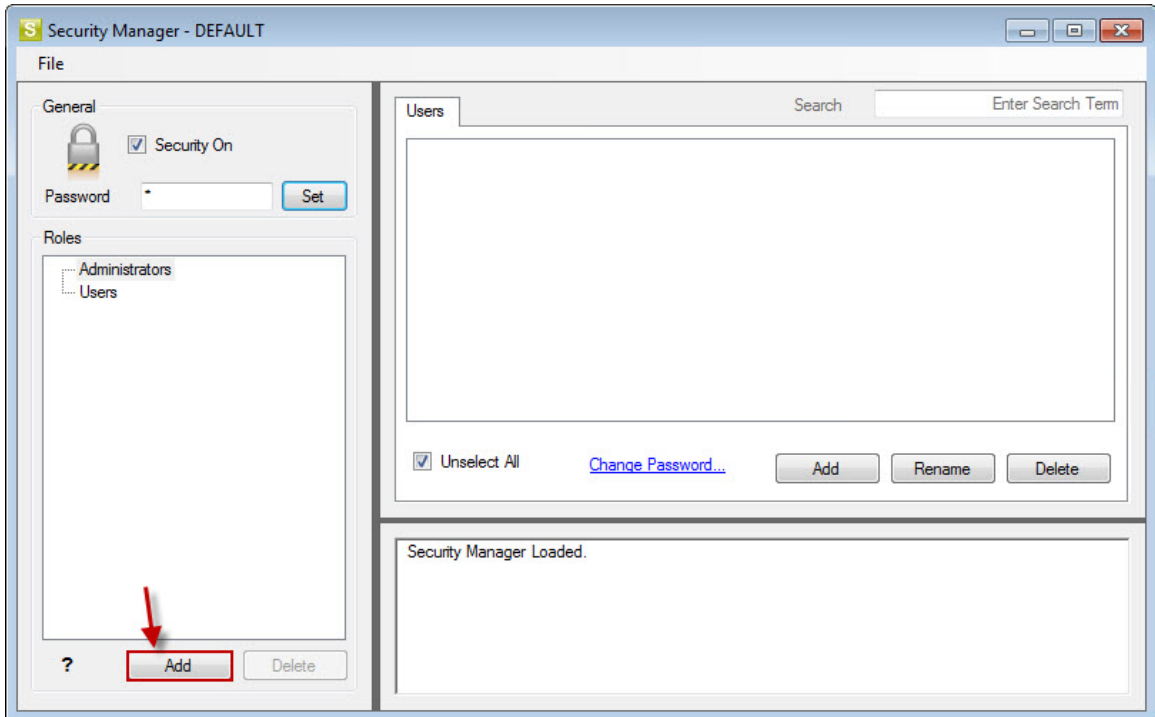 S Security Manager - DEFAULT
File
General
Security On
Password * Set
Roles
Administrators
Users
? Add Delete
Users Search Enter Search Term
Unselect All Change Password... Add Rename Delete
Security Manager Loaded.